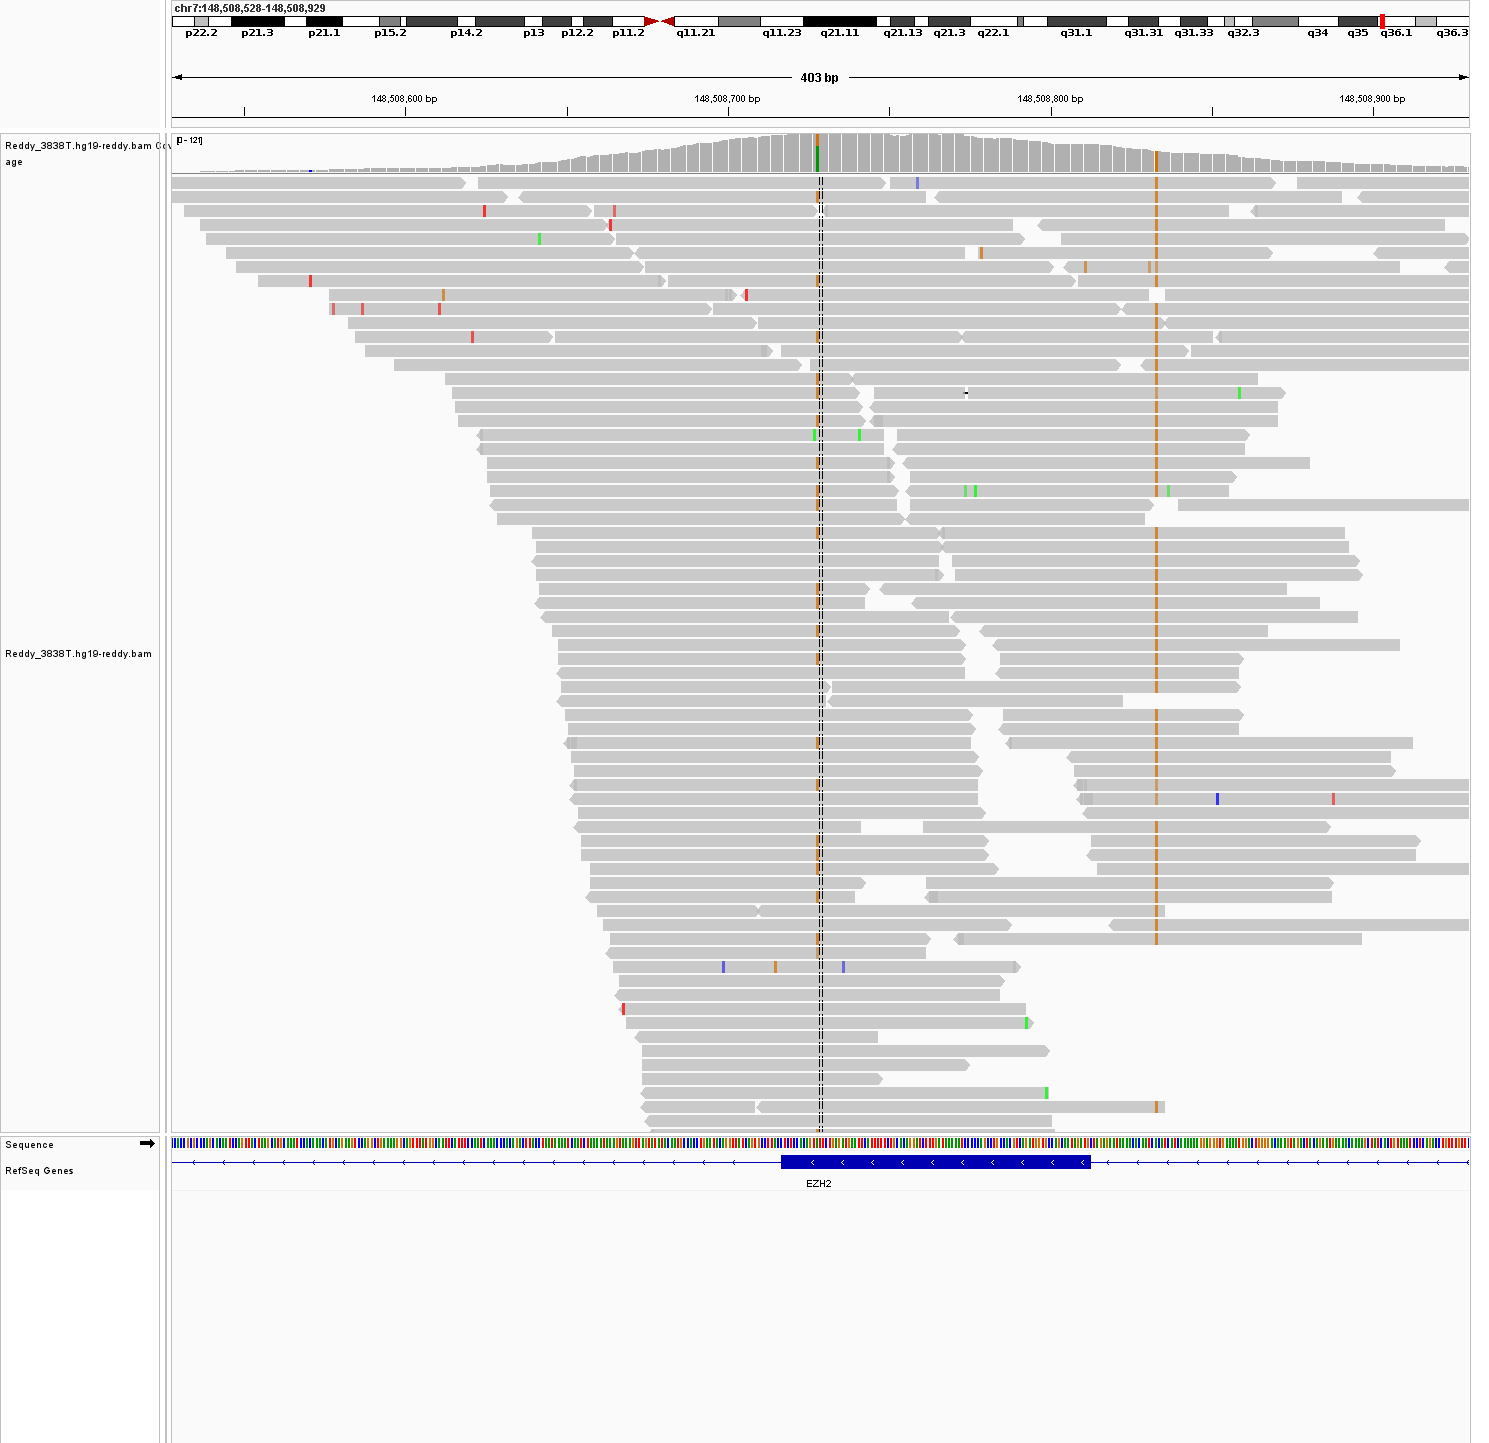 chr7:148,508,528-148,508,929
p22.2 p21.3 p21.1 p15.2 p14.2 p13 p12.2 p11.2 q11.21 q11.23 q21.11 q21.13 q21.3 q22.1 q31.1 q31.31 q31.33 q32.3 q34 q35 q36.1 q36.3
403 bp
148,508,600 bp 148,508,700 bp 148,508,800 bp 148,508,900 bp
[0 - 121]
Reddy_3838T.hg19-reddy.bam Cov
age
Reddy_3838T.hg19-reddy.bam
Sequence
RefSeq Genes
EZH2